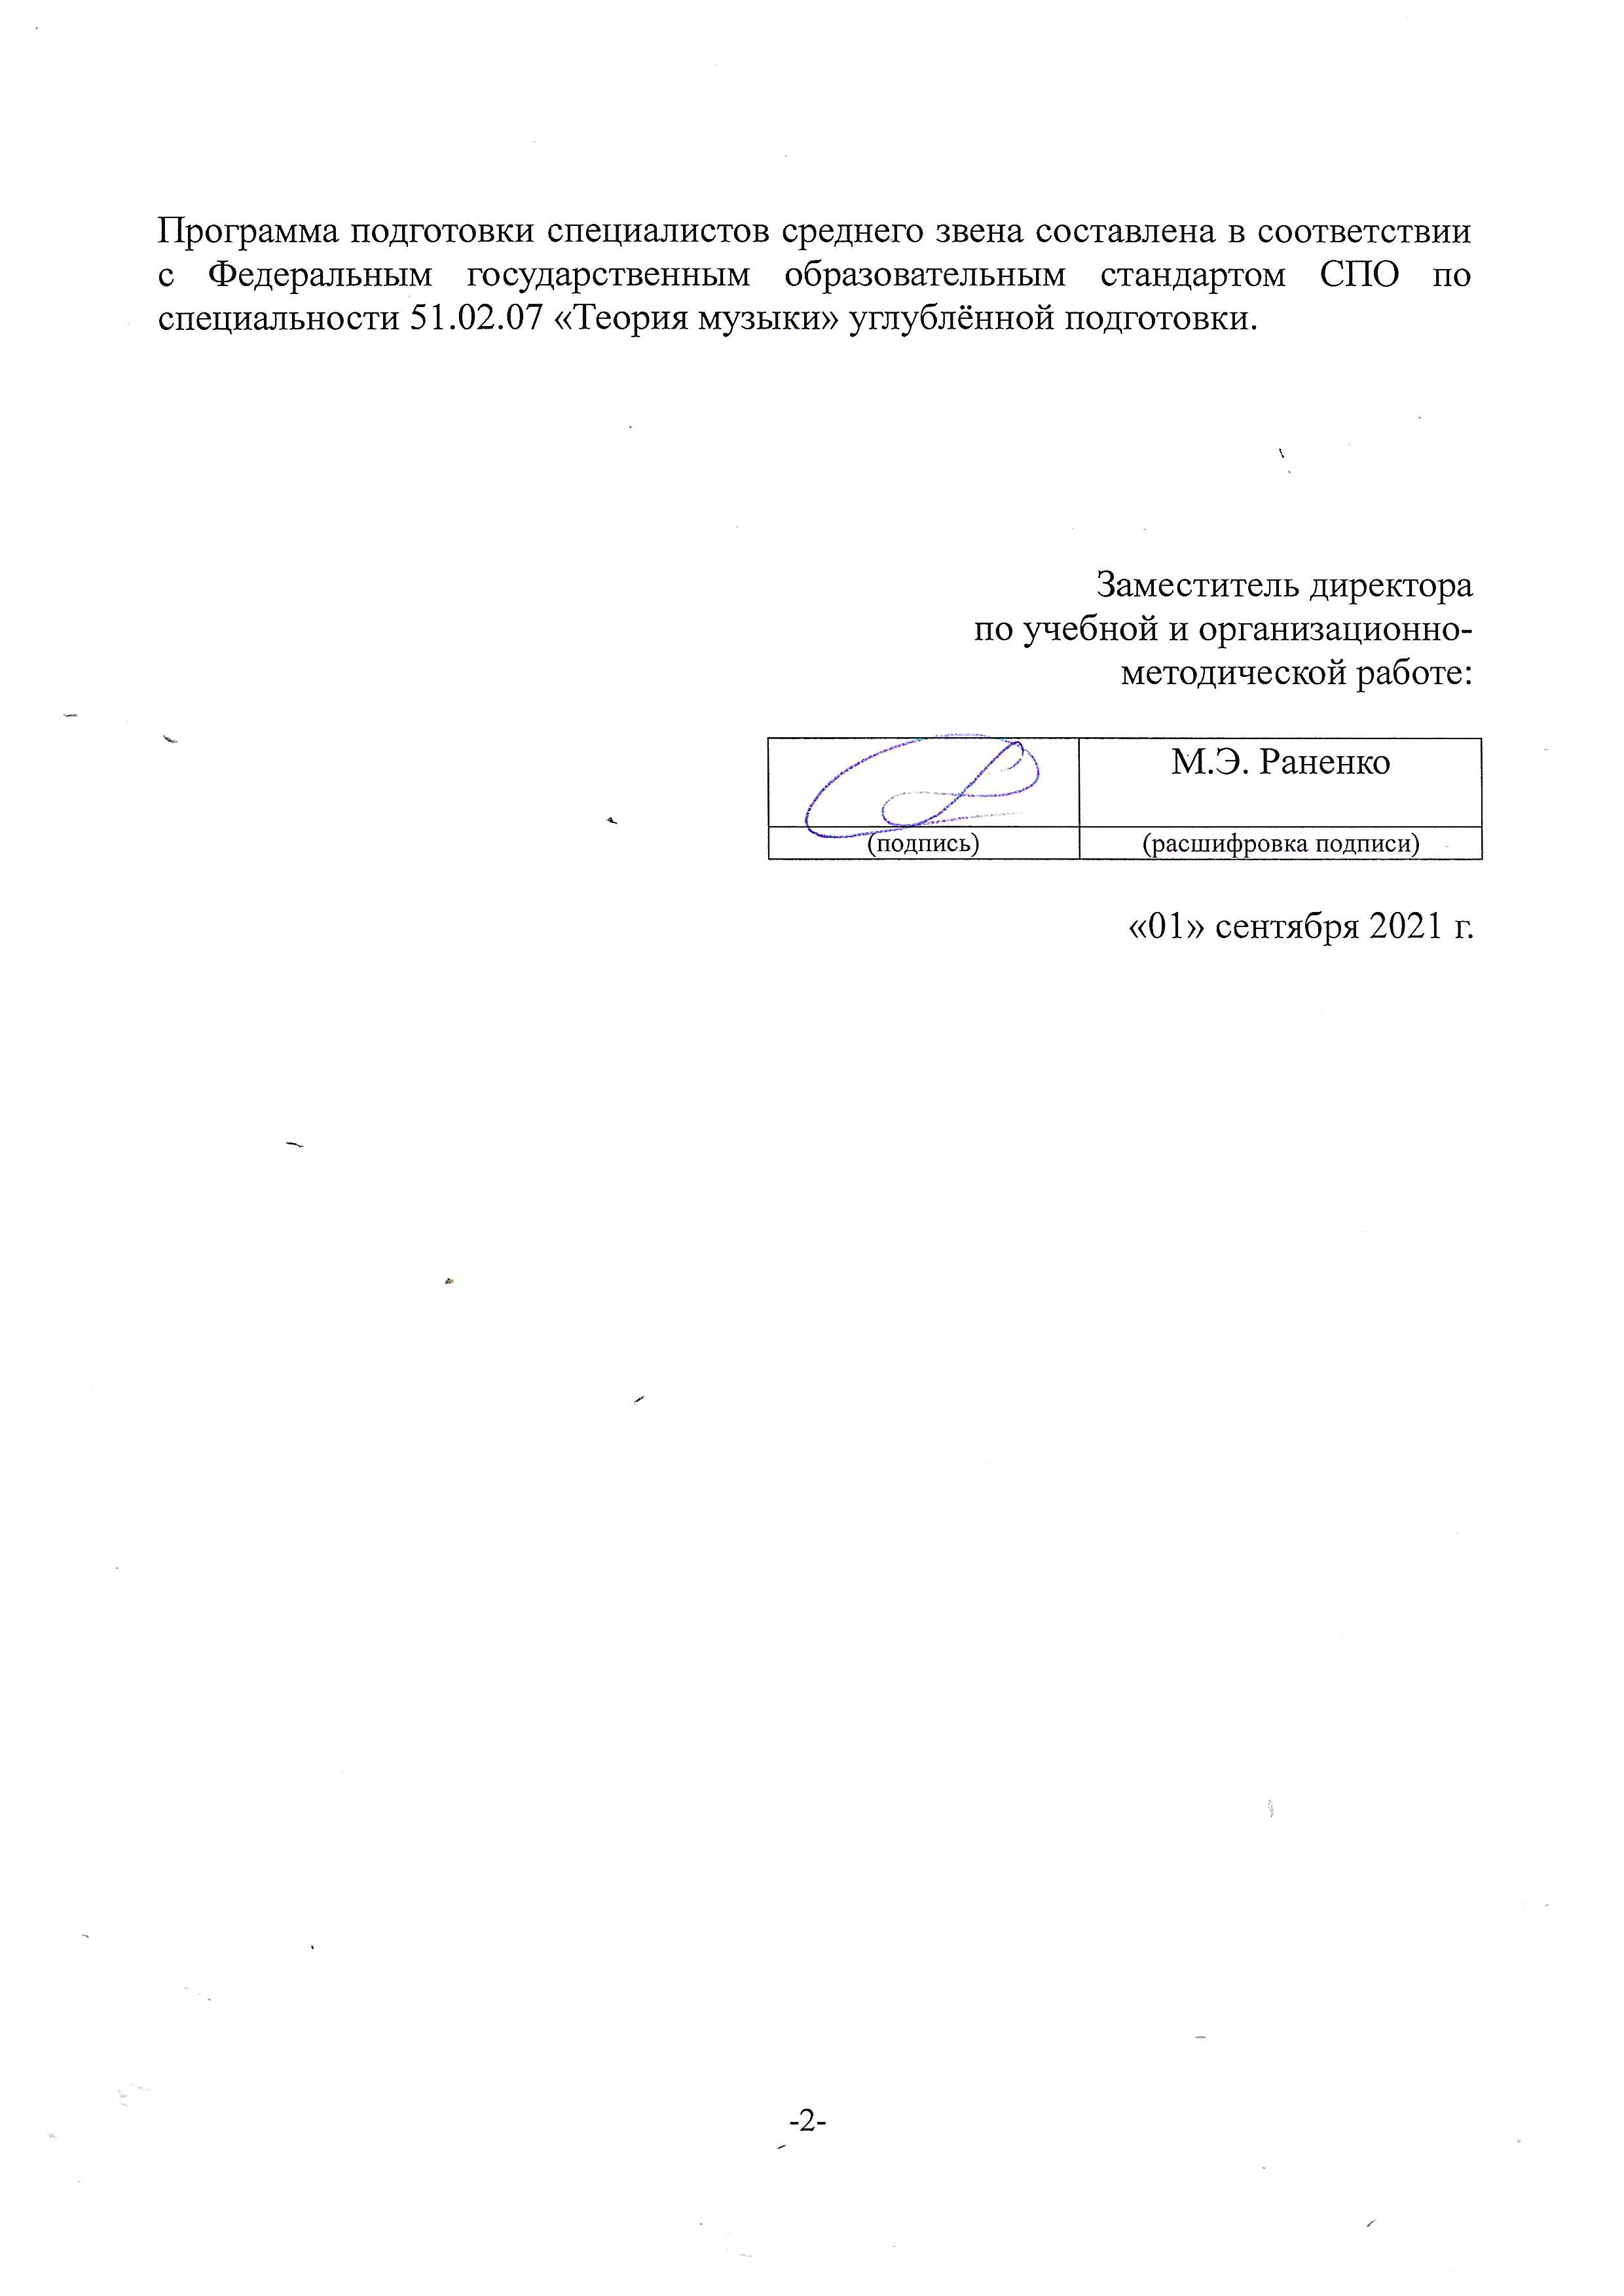 Программа подготовки специалистов среднего звена составлена в соответствии
с Федеральным государственным образовательным стандартом СПО по
специальности 51.02.07 «Теория музыки» углублённой подготовки.
Заместитель директора
по учебной и организационно-
методической работе:
М.Э. Раненко
(подпись) (расшифровка подписи)
«01» сентября 2021 г.
-2-